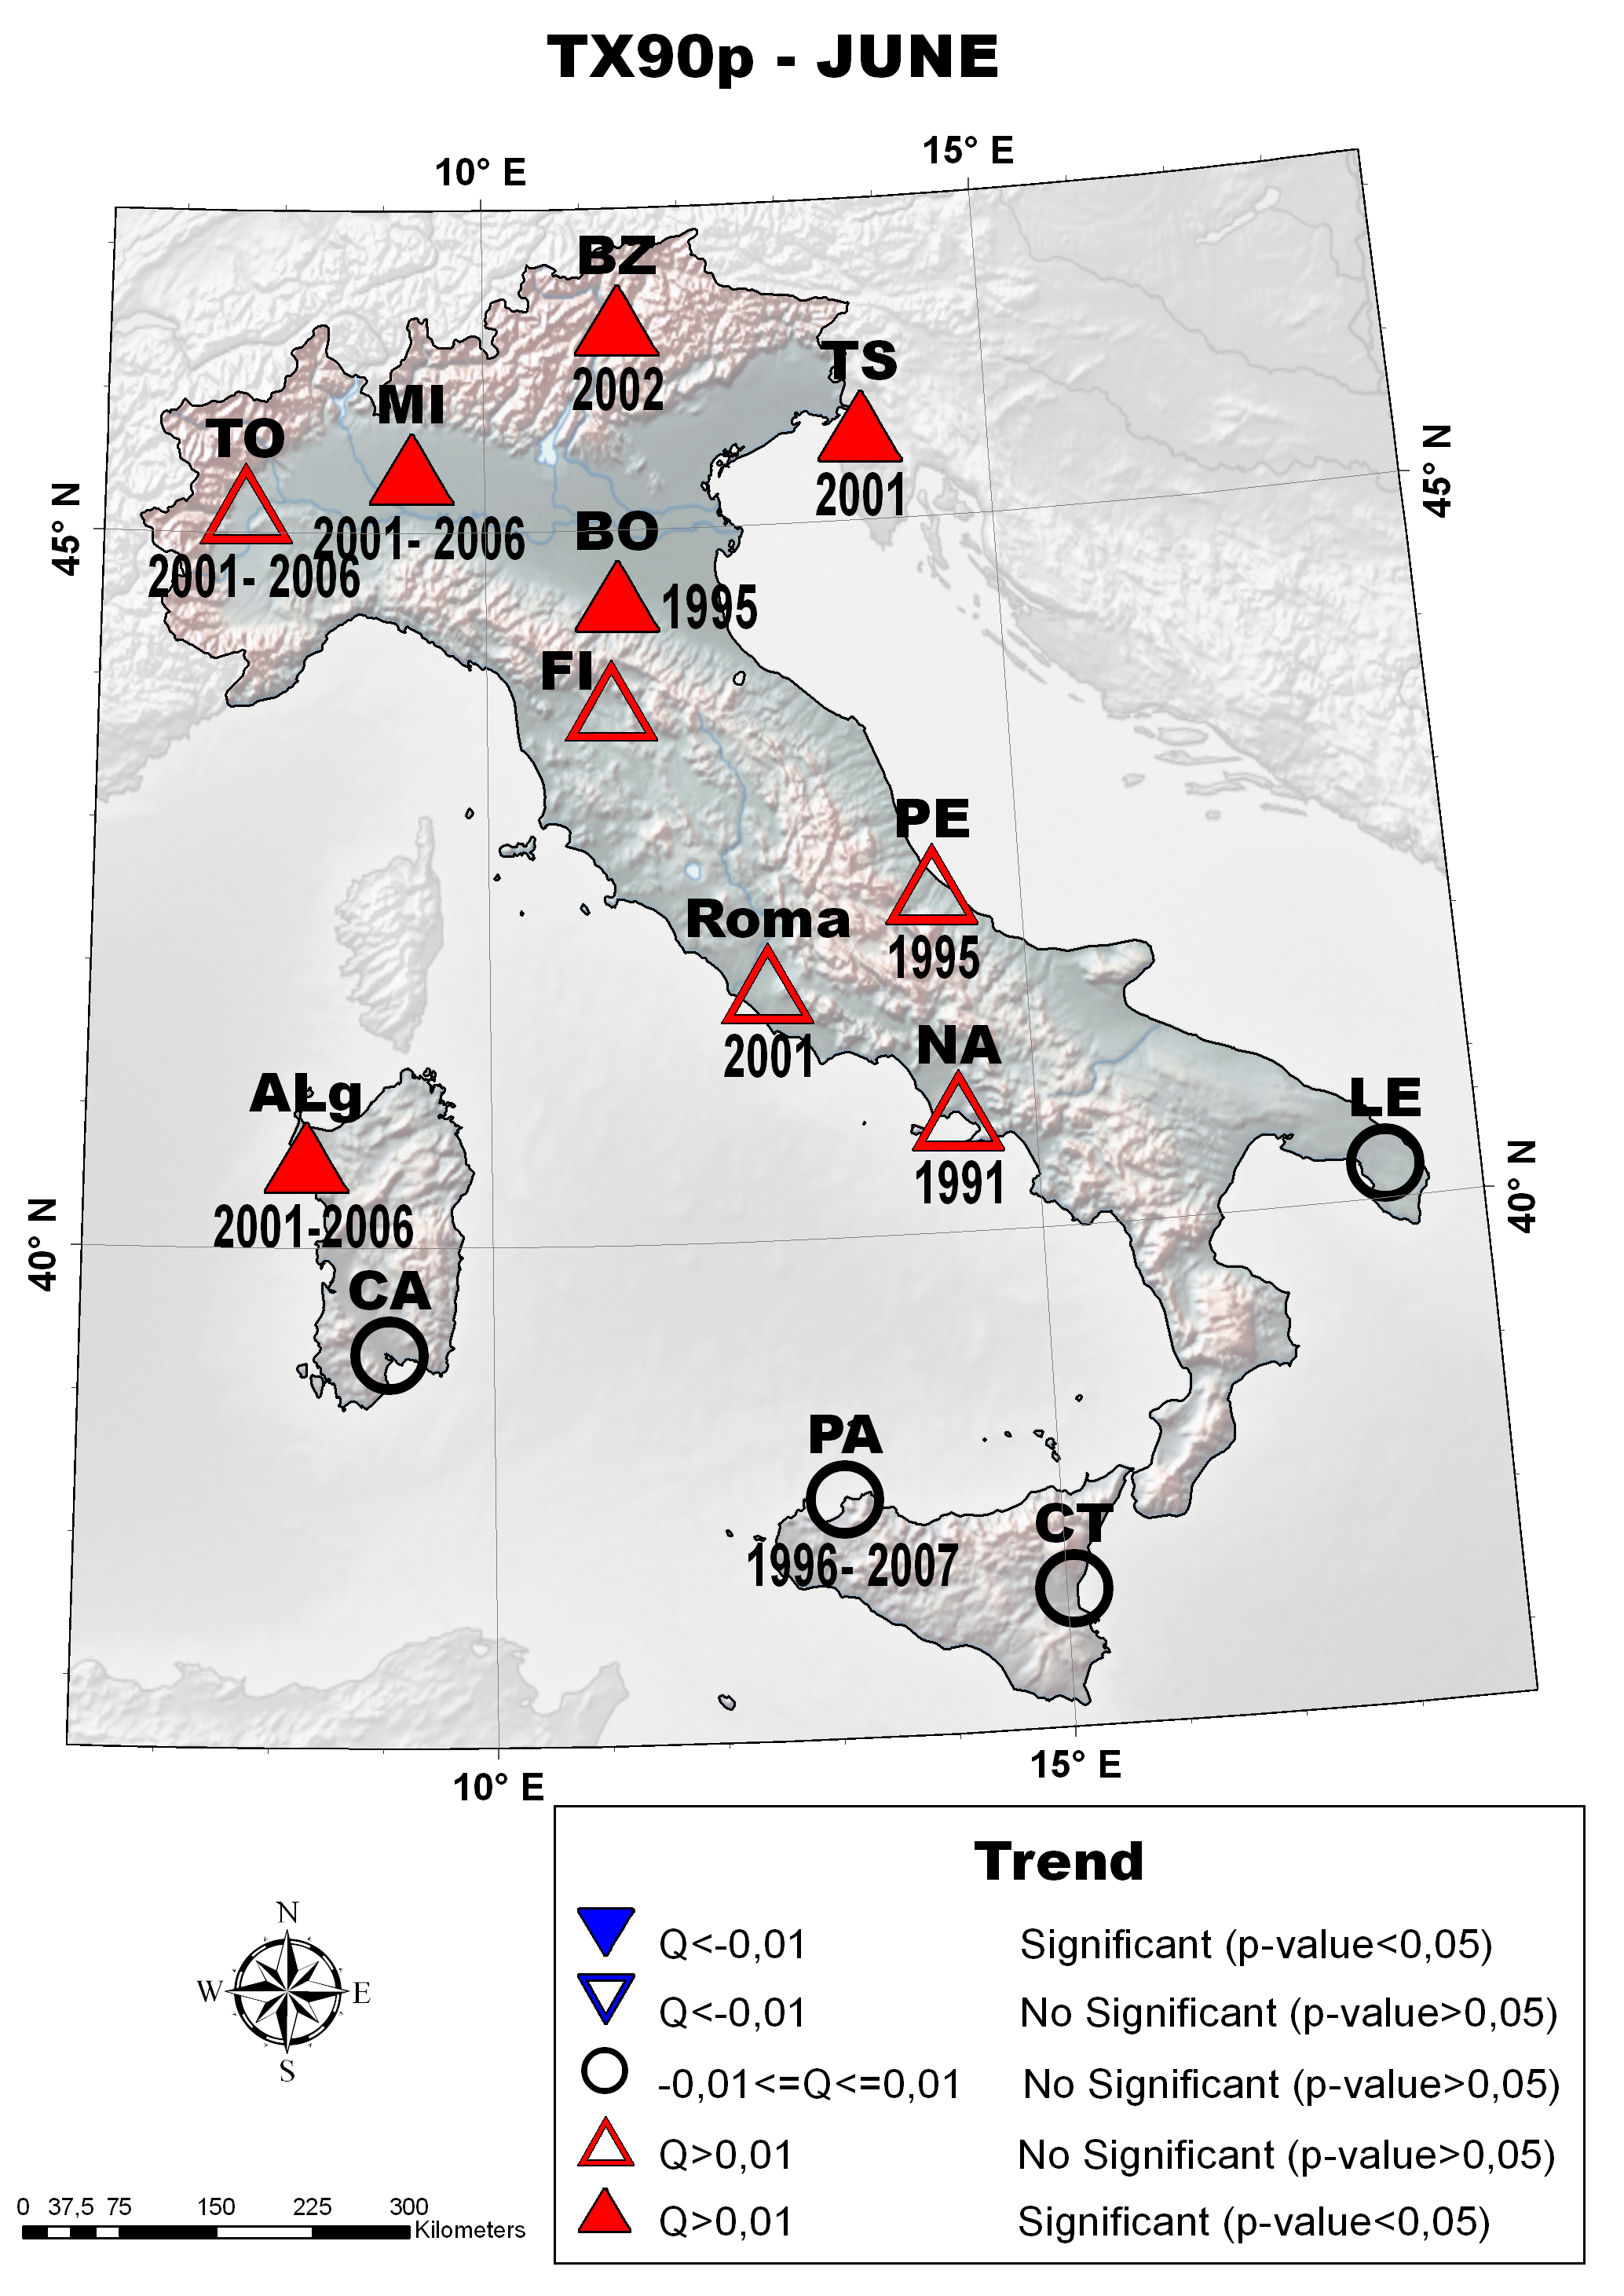 TX90p - JUNE
10° E
15° E
BZ
2002
TS
2001
MI
2001- 2006
TO
2001- 2006
45° N
45° N
BO
1995
FI
PE
1995
Roma
2001
NA
1991
LE
ALg
2001-2006
40° N
40° N
CA
PA
1996- 2007
CT
10° E
15° E
Trend
Q<-0,01 Significant (p-value<0,05)
Q<-0,01 No Significant (p-value>0,05)
-0,01<=Q<=0,01 No Significant (p-value>0,05)
Q>0,01 No Significant (p-value>0,05)
Q>0,01 Significant (p-value<0,05)
N
W E
S
0 37,5 75 150 225 300
Kilometers